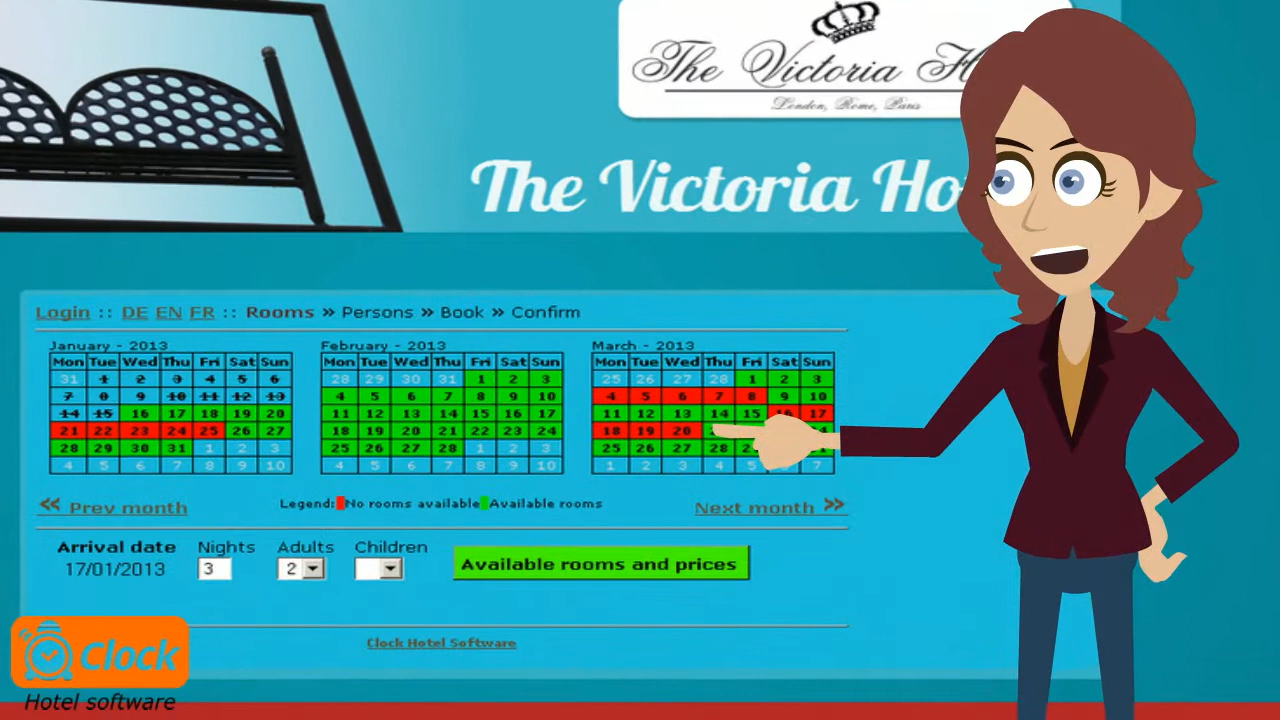 The Victoria H
London, Rome, Paris
The Victoria Ho
Login :: DE EN FR :: Rooms » Persons » Book » Confirm
January - 2013
Mon Tue Wed Thu Fri Sat Sun
31 1 2 3 4 5 6
7 8 9 10 11 12 13
14 15 16 17 18 19 20
21 22 23 24 25 26 27
28 29 30 31 1 2 3
4 5 6 7 8 9 10
February - 2013
Mon Tue Wed Thu Fri Sat Sun
28 29 30 31 1 2 3
4 5 6 7 8 9 10
11 12 13 14 15 16 17
18 19 20 21 22 23 24
25 26 27 28 1 2 3
4 5 6 7 8 9 10
March - 2013
Mon Tue Wed Thu Fri Sat Sun
25 26 27 28 1 2 3
4 5 6 7 8 9 10
11 12 13 14 15 16 17
18 19 20
25 26 27 28
1 2 3 4 5 7
« Prev month
Legend: No rooms available Available rooms
Next month »
Arrival date Nights Adults Children
17/01/2013 3 2
Available rooms and prices
Clock Hotel Software
Clock
Hotel software